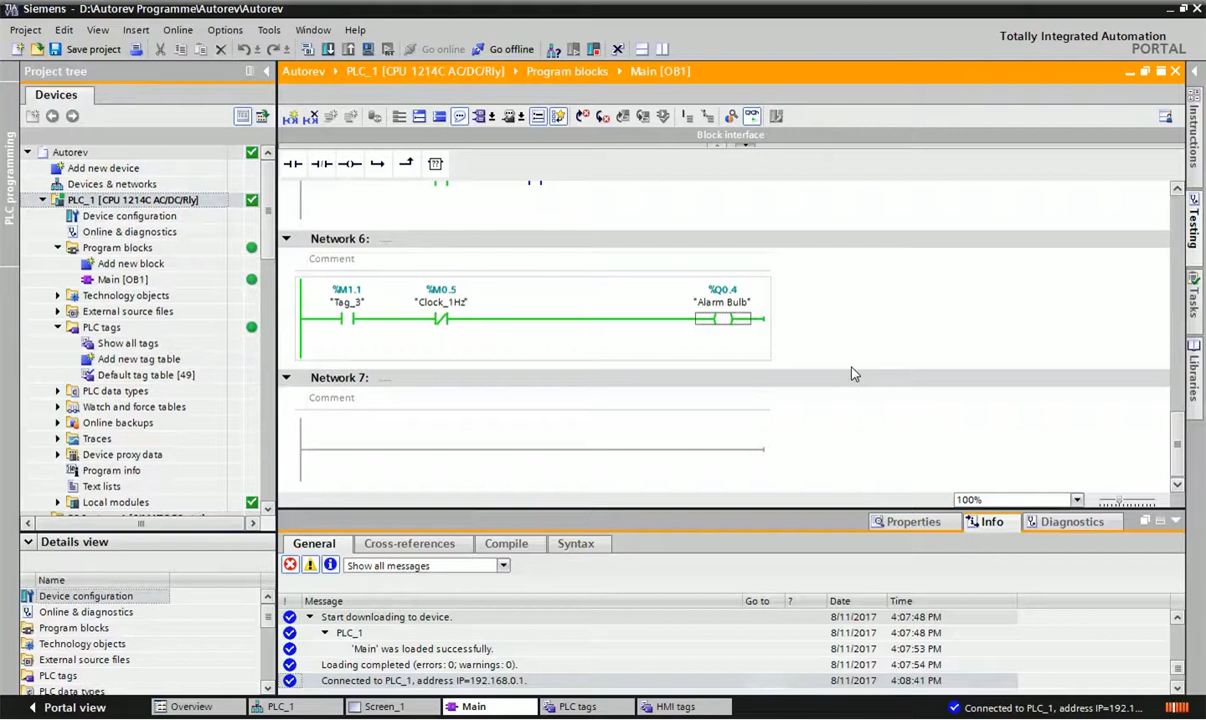 Siemens - D:\Autorev Programme\Autorev\Autorev
Project Edit View Insert Online Options Tools Window Help
Totally Integrated Automation
PORTAL
Save project Go online Go offline
Project tree
Autorev PLC_1 [CPU 1214C AC/DC/Rly] Program blocks Main [OB1]
Devices
PLC programming
Autorev
Add new device
Devices & networks
PLC_1 [CPU 1214C AC/DC/Rly]
Device configuration
Online & diagnostics
Program blocks
Add new block
Main [OB1]
Technology objects
External source files
PLC tags
Show all tags
Add new tag table
Default tag table [49]
PLC data types
Watch and force tables
Online backups
Traces
Device proxy data
Program info
Text lists
Local modules
Details view
Name
Device configuration
Online & diagnostics
Program blocks
Technology objects
External source files
PLC tags
PLC data types
Block interface
??
Network 6:
Comment
%M1.1 %M0.5 %Q0.4
"Tag_3" "Clock_1Hz" "Alarm Bulb"
Network 7:
Comment
100%
Instructions
Testing
Tasks
Libraries
Properties Info Diagnostics
General Cross-references Compile Syntax
Show all messages
! Message Go to ? Date Time
Start downloading to device. 8/11/2017 4:07:48 PM
PLC_1 8/11/2017 4:07:48 PM
'Main' was loaded successfully. 8/11/2017 4:07:53 PM
Loading completed (errors: 0; warnings: 0). 8/11/2017 4:07:54 PM
Connected to PLC_1, address IP=192.168.0.1. 8/11/2017 4:08:41 PM
Portal view Overview PLC_1 Screen_1 Main PLC tags HMI tags Connected to PLC_1, address IP=192.1...